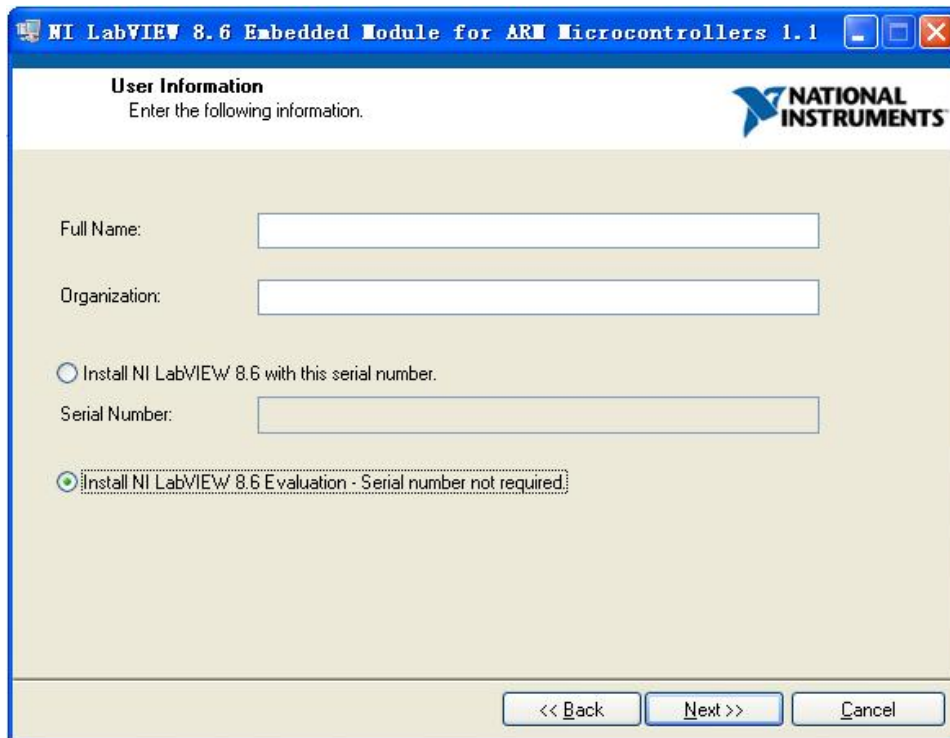 NI LabVIEW 8.6 Embedded Module for ARM Microcontrollers 1.1
User Information
Enter the following information.
NATIONAL
INSTRUMENTS
Full Name:
Organization:
Install NI LabVIEW 8.6 with this serial number.
Serial Number:
Install NI LabVIEW 8.6 Evaluation - Serial number not required.
<< Back
Next >>
Cancel